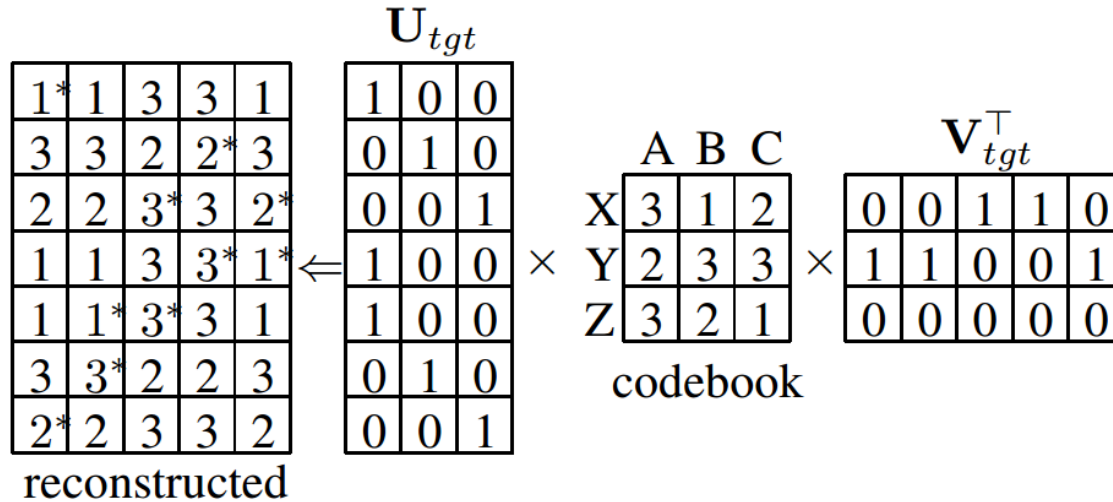 U_tgt
1* 1 3 3 1 1 0 0
3 3 2 2* 3 0 1 0 A B C V_tgt^⊤
2 2 3* 3 2* 0 0 1 X 3 1 2 0 0 1 1 0
1 1 3 3* 1* ⇐ 1 0 0 × Y 2 3 3 × 1 1 0 0 1
1 1* 3* 3 1 1 0 0 Z 3 2 1 0 0 0 0 0
3 3* 2 2 3 0 1 0 codebook
2* 2 3 3 2 0 0 1
reconstructed